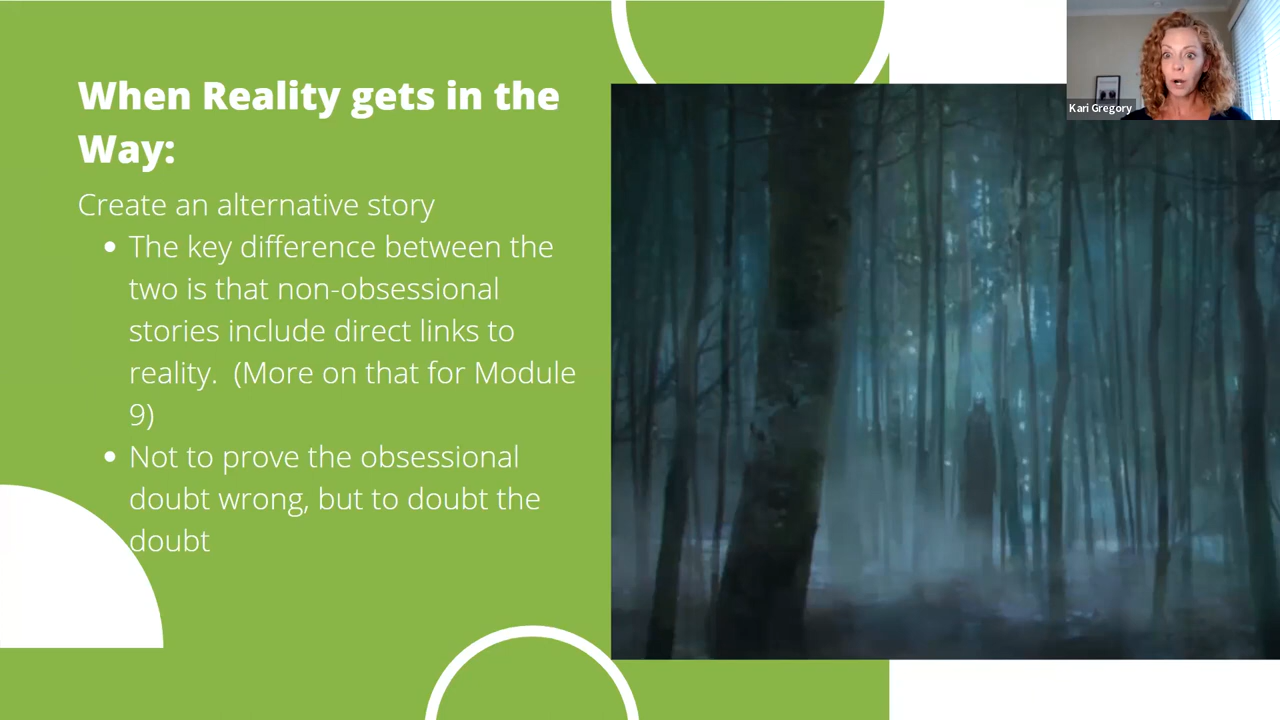 When Reality gets in the
Way:
Create an alternative story
The key difference between the
two is that non-obsessional
stories include direct links to
reality.  (More on that for Module
9)
Not to prove the obsessional
doubt wrong, but to doubt the
doubt
Kari Gregory